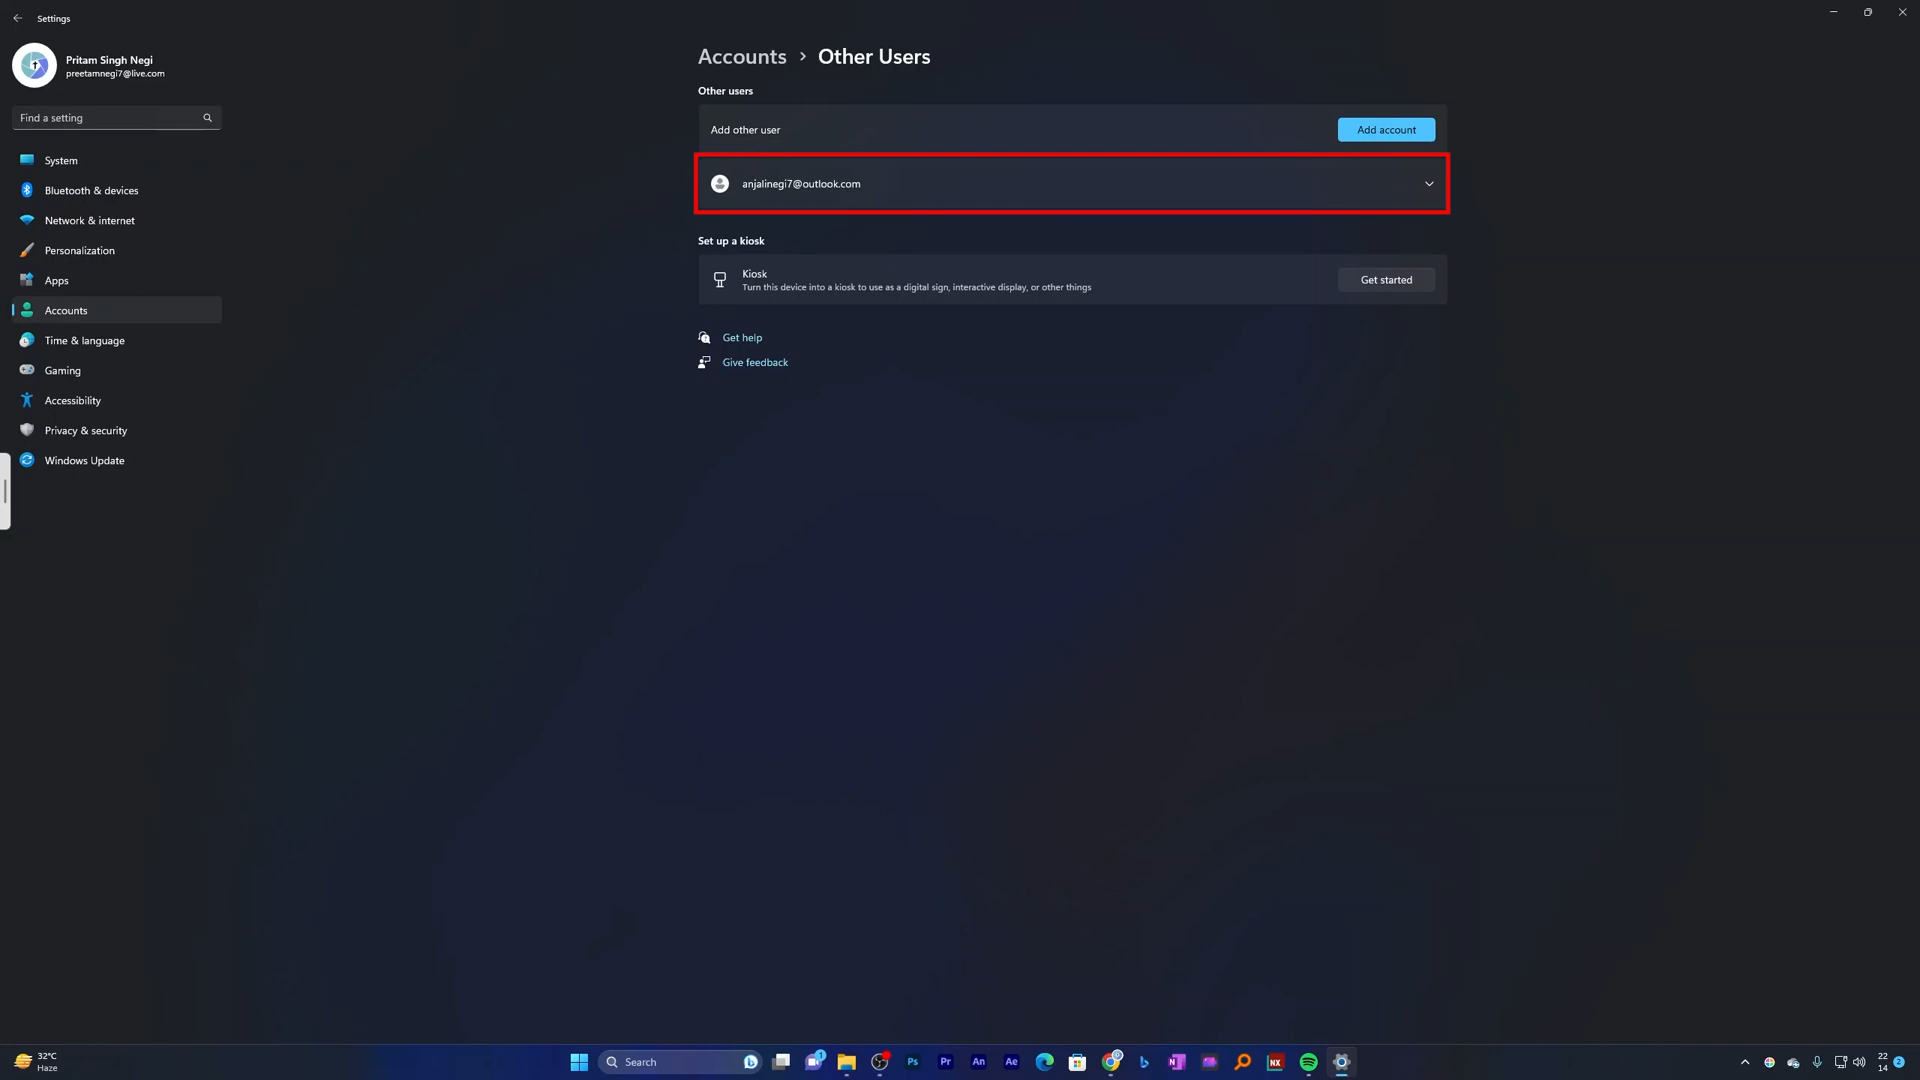 Settings
Pritam Singh Negi
preetamnegi7@live.com
Find a setting
System
Bluetooth & devices
Network & internet
Personalization
Apps
Accounts
Time & language
Gaming
Accessibility
Privacy & security
Windows Update
Accounts > Other Users
Other users
Add other user
Add account
anjalinegi7@outlook.com
Set up a kiosk
Kiosk
Turn this device into a kiosk to use as a digital sign, interactive display, or other things
Get started
Get help
Give feedback
32°C
Haze
Search
1
Ps
Pr
An
Ae
N
NX
22
14
2